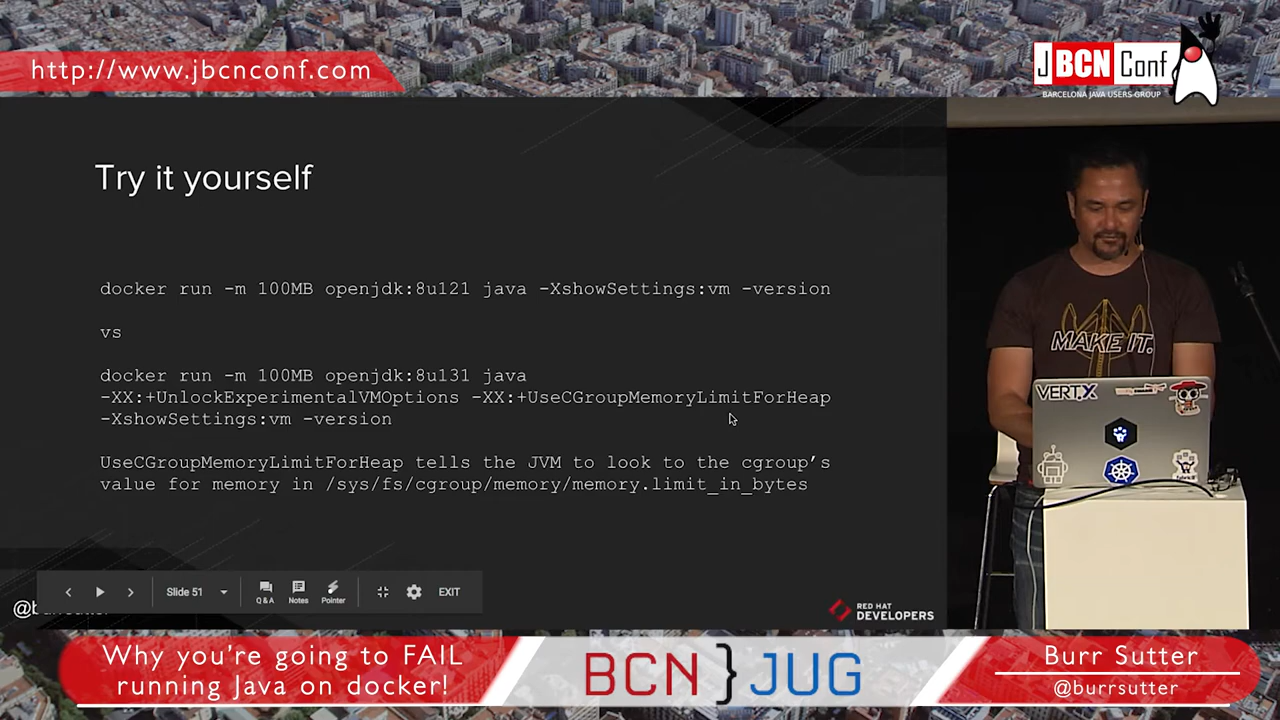 http://www.jbcnconf.com
JBCNConf
BARCELONA JAVA USERS GROUP
Try it yourself
docker run -m 100MB openjdk:8u121 java -XshowSettings:vm -version
vs
docker run -m 100MB openjdk:8u131 java
-XX:+UnlockExperimentalVMOptions -XX:+UseCGroupMemoryLimitForHeap
-XshowSettings:vm -version
UseCGroupMemoryLimitForHeap tells the JVM to look to the cgroup’s
value for memory in /sys/fs/cgroup/memory/memory.limit_in_bytes
MAKE IT.
VERT.X
Slide 51
Q & A
Notes
Pointer
EXIT
RED HAT
DEVELOPERS
Why you're going to FAIL
running Java on docker!
BCN}JUG
Burr Sutter
@burrsutter